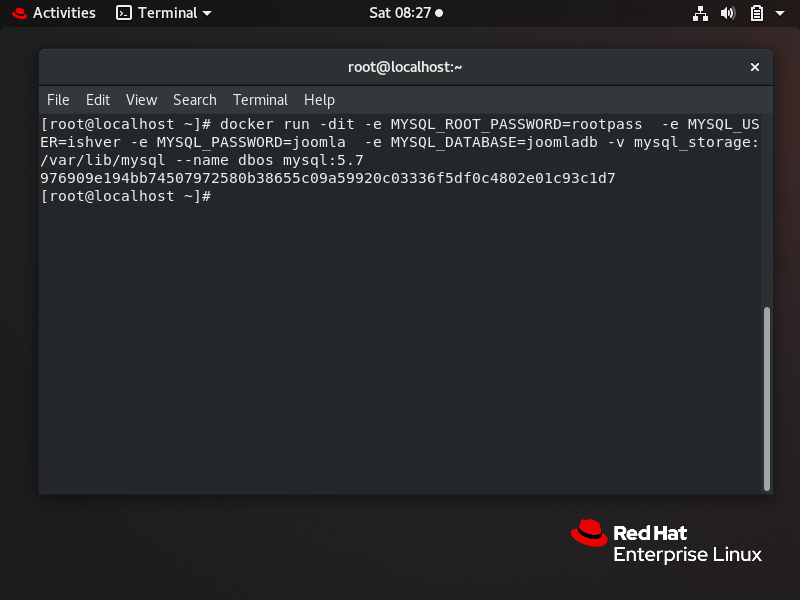 Activities Terminal Sat 08:27
root@localhost:~
File Edit View Search Terminal Help
[root@localhost ~]# docker run -dit -e MYSQL_ROOT_PASSWORD=rootpass  -e MYSQL_US
ER=ishver -e MYSQL_PASSWORD=joomla  -e MYSQL_DATABASE=joomladb -v mysql_storage:
/var/lib/mysql --name dbos mysql:5.7
976909e194bb74507972580b38655c09a59920c03336f5df0c4802e01c93c1d7
[root@localhost ~]#
Red Hat
Enterprise Linux